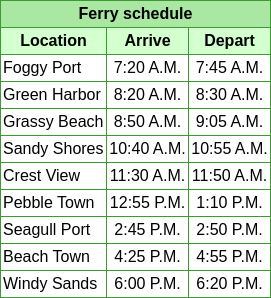 Ferry schedule
Location Arrive Depart
Foggy Port 7:20 A.M. 7:45 A.M.
Green Harbor 8:20 A.M. 8:30 A.M.
Grassy Beach 8:50 A.M. 9:05 A.M.
Sandy Shores 10:40 A.M. 10:55 A.M.
Crest View 11:30 A.M. 11:50 A.M.
Pebble Town 12:55 P.M. 1:10 P.M.
Seagull Port 2:45 P.M. 2:50 P.M.
Beach Town 4:25 P.M. 4:55 P.M.
Windy Sands 6:00 P.M. 6:20 P.M.